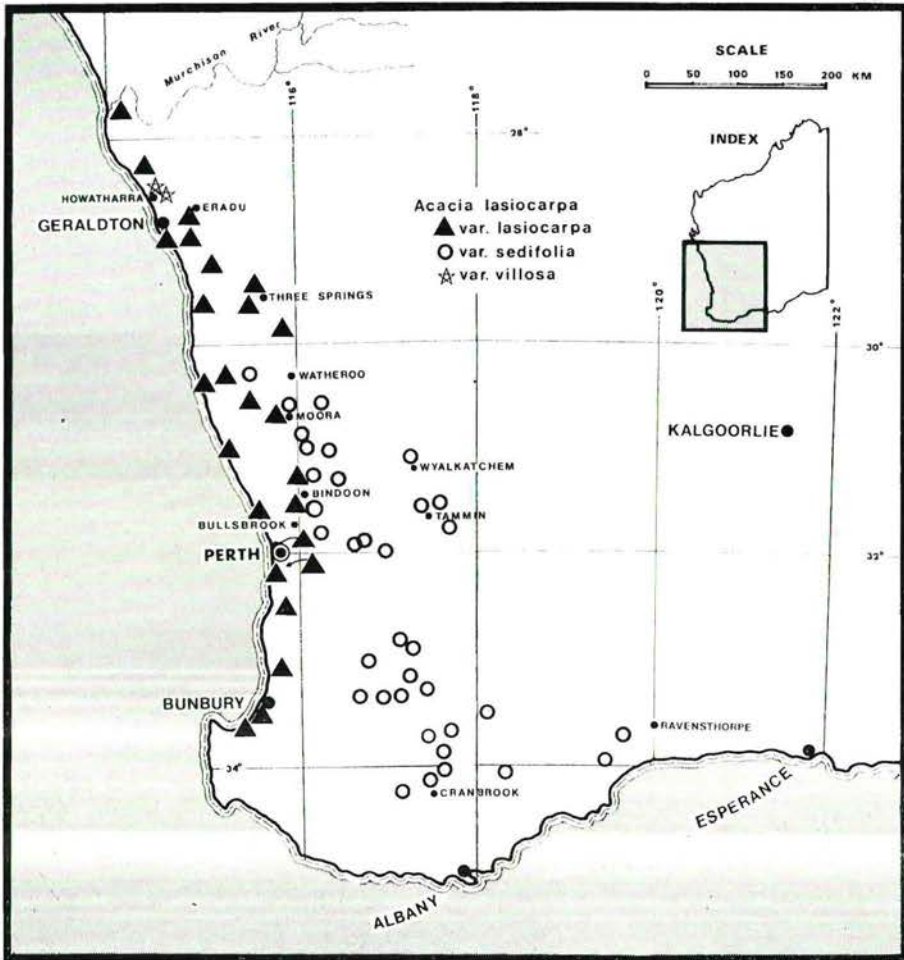 Murchison River
SCALE
0 50 100 150 200 KM
116°
118°
28°
INDEX
HOWATHARRA
ERADU
GERALDTON
Acacia lasiocarpa
var. lasiocarpa
var. sedifolia
var. villosa
THREE SPRINGS
120°
122°
30°
WATHEROO
MOORA
KALGOORLIE
WYALKATCHEM
BINDOON
TAMMIN
BULLSBROOK
PERTH
32°
BUNBURY
RAVENSTHORPE
34°
CRANBROOK
ESPERANCE
ALBANY